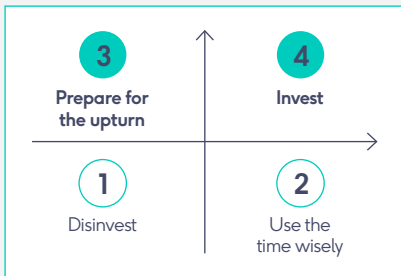 3
Prepare for
the upturn
4
Invest
1
Disinvest
2
Use the
time wisely